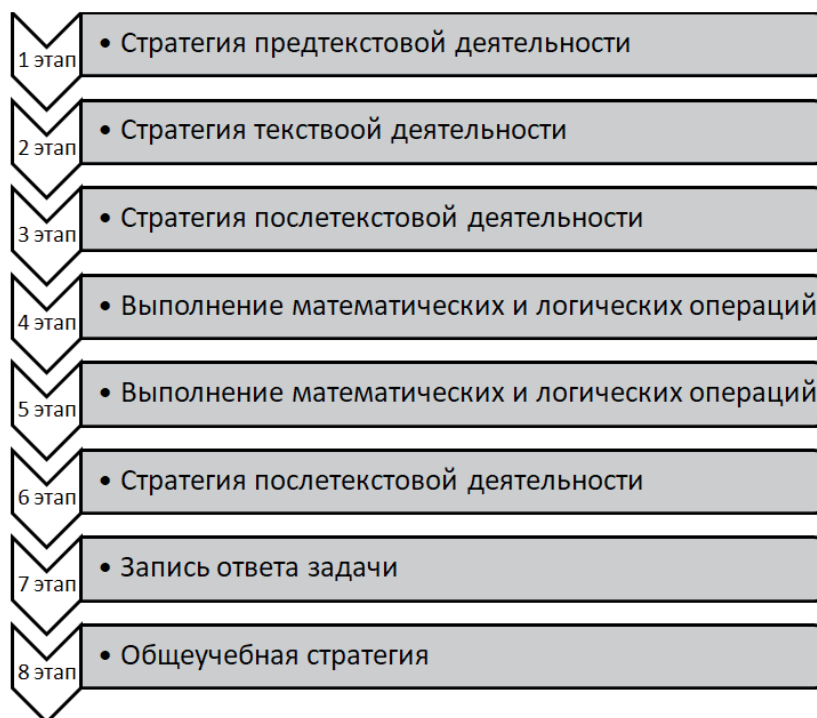 1 этап
• Стратегия предтекстовой деятельности
2 этап
• Стратегия текствоой деятельности
3 этап
• Стратегия послетекстовой деятельности
4 этап
• Выполнение математических и логических операций
5 этап
• Выполнение математических и логических операций
6 этап
• Стратегия послетекстовой деятельности
7 этап
• Запись ответа задачи
8 этап
• Общеучебная стратегия